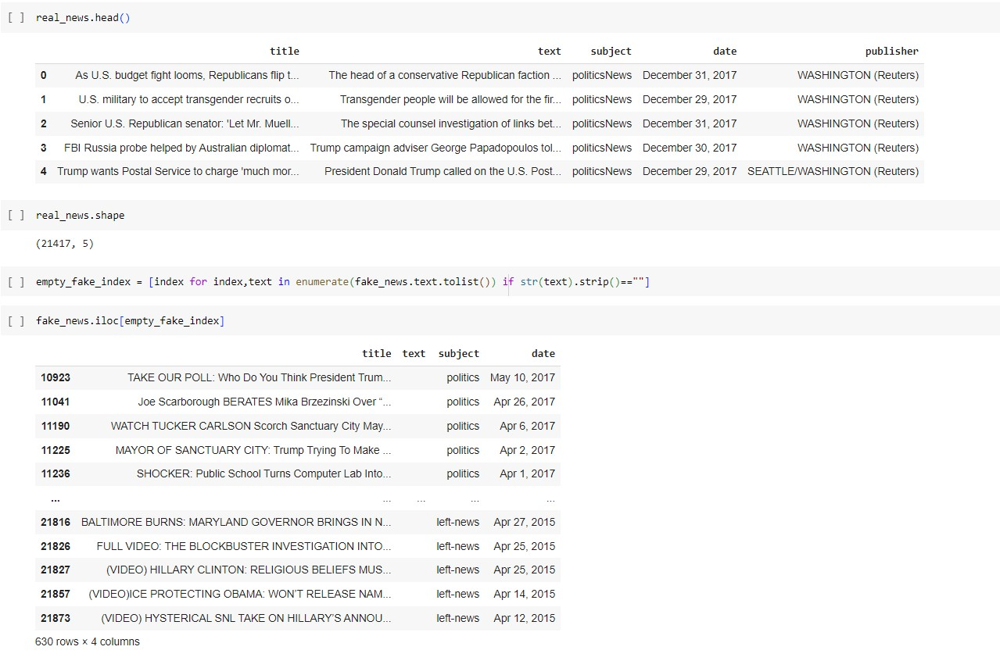 [ ] real_news.head()
title text subject date publisher
0 As U.S. budget fight looms, Republicans flip t... The head of a conservative Republican faction ... politicsNews December 31, 2017 WASHINGTON (Reuters)
1 U.S. military to accept transgender recruits o... Transgender people will be allowed for the fir... politicsNews December 29, 2017 WASHINGTON (Reuters)
2 Senior U.S. Republican senator: 'Let Mr. Muell... The special counsel investigation of links bet... politicsNews December 31, 2017 WASHINGTON (Reuters)
3 FBI Russia probe helped by Australian diplomat... Trump campaign adviser George Papadopoulos tol... politicsNews December 30, 2017 WASHINGTON (Reuters)
4 Trump wants Postal Service to charge 'much mor... President Donald Trump called on the U.S. Post... politicsNews December 29, 2017 SEATTLE/WASHINGTON (Reuters)
[ ] real_news.shape
(21417, 5)
[ ] empty_fake_index = [index for index,text in enumerate(fake_news.text.tolist()) if str(text).strip()==""]
[ ] fake_news.iloc[empty_fake_index]
title text subject date
10923 TAKE OUR POLL: Who Do You Think President Trum... politics May 10, 2017
11041 Joe Scarborough BERATES Mika Brzezinski Over “... politics Apr 26, 2017
11190 WATCH TUCKER CARLSON Scorch Sanctuary City May... politics Apr 6, 2017
11225 MAYOR OF SANCTUARY CITY: Trump Trying To Make ... politics Apr 2, 2017
11236 SHOCKER: Public School Turns Computer Lab Into... politics Apr 1, 2017
... ... ... ... ...
21816 BALTIMORE BURNS: MARYLAND GOVERNOR BRINGS IN N... left-news Apr 27, 2015
21826 FULL VIDEO: THE BLOCKBUSTER INVESTIGATION INTO... left-news Apr 25, 2015
21827 (VIDEO) HILLARY CLINTON: RELIGIOUS BELIEFS MUS... left-news Apr 25, 2015
21857 (VIDEO)ICE PROTECTING OBAMA: WON’T RELEASE NAM... left-news Apr 14, 2015
21873 (VIDEO) HYSTERICAL SNL TAKE ON HILLARY’S ANNOU... left-news Apr 12, 2015
630 rows × 4 columns